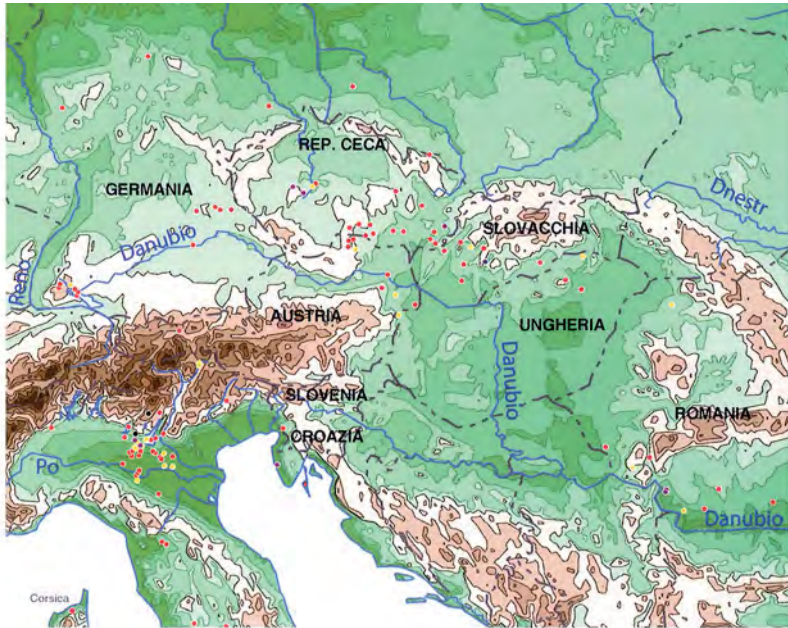 REP. CECA
GERMANIA
Dnestr
SLOVACCHIA
Danubio
Reno
AUSTRIA
UNGHERIA
Danubio
SLOVENIA
ROMANIA
CROAZIA
Po
Danubio
Corsica